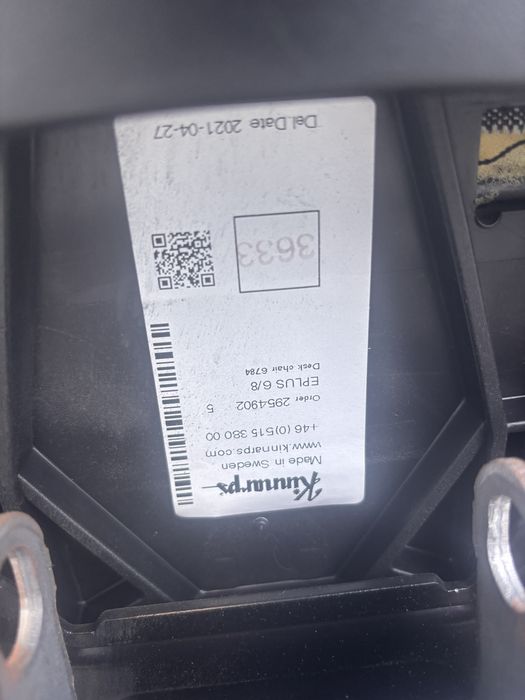 Kinnarps
Made in Sweden
www.kinnarps.com
+46 (0)515 380 00
Order 2954902 5
EPLUS 6/8
Desk chair 6784
3633
Del.Date 2021-04-27